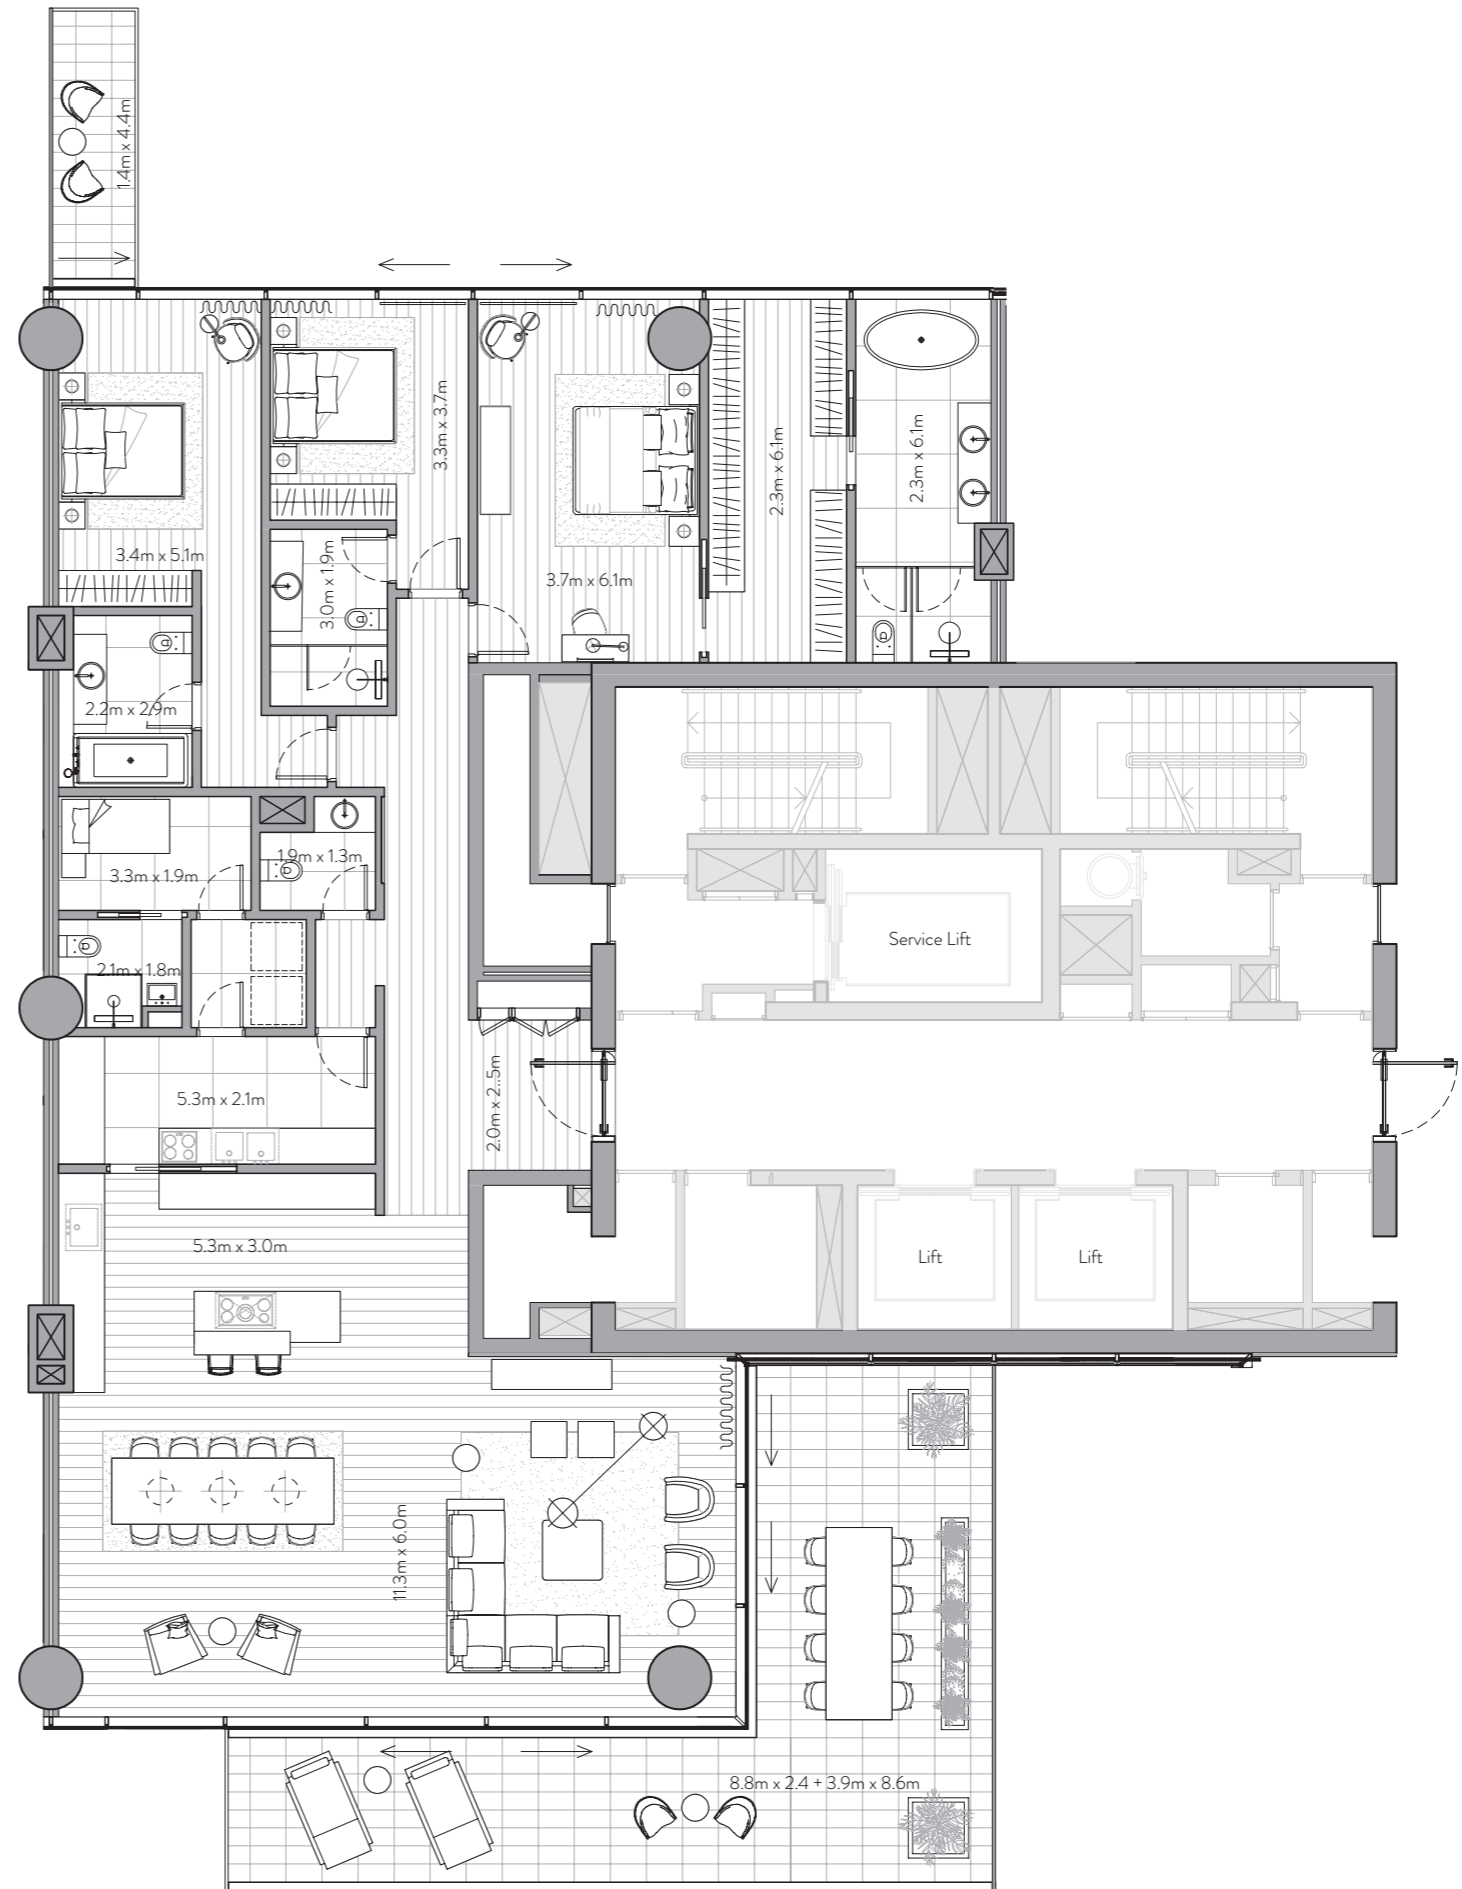 1.4m x 4.4m
3.3m x 3.7m
2.3m x 6.1m
2.3m x 6.1m
3.4m x 5.1m
3.0m x 1.9m
3.7m x 6.1m
2.2m x 2.9m
1.9m x 1.3m
3.3m x 1.9m
Service Lift
2.1m x 1.8m
5.3m x 2.1m
2.0m x 2..5m
5.3m x 3.0m
Lift
Lift
11.3m x 6.0m
8.8m x 2.4 + 3.9m x 8.6m